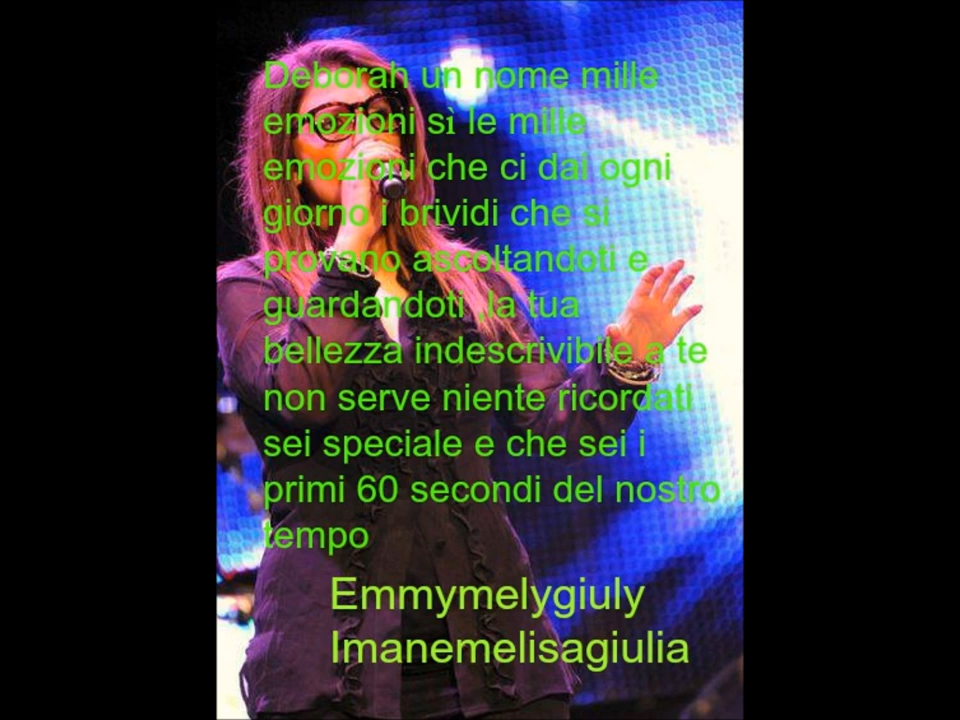 Deborah un nome mille
emozioni sì le mille
emozioni che ci dai ogni
giorno i brividi che si
provano ascoltandoti e
guardandoti ,la tua
bellezza indescrivibile a te
non serve niente ricordati
sei speciale e che sei i
primi 60 secondi del nostro
tempo
Emmymelygiuly
Imanemelisagiulia